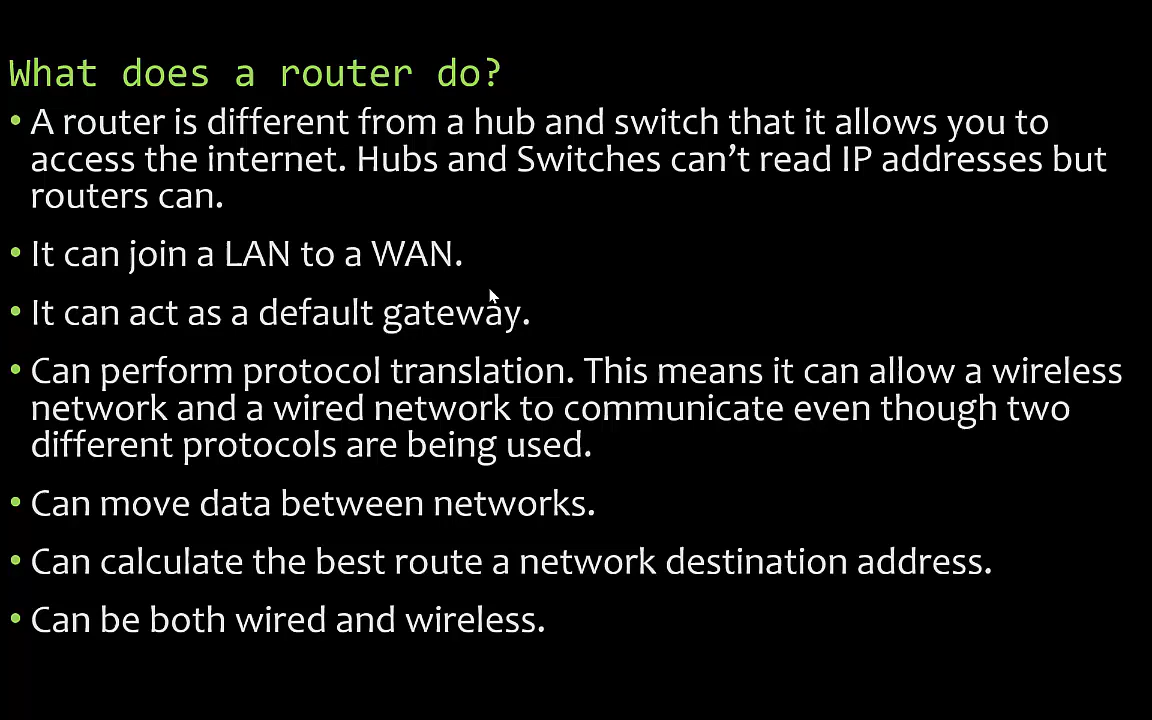 What does a router do?
• A router is different from a hub and switch that it allows you to
access the internet. Hubs and Switches can’t read IP addresses but
routers can.
• It can join a LAN to a WAN.
• It can act as a default gateway.
• Can perform protocol translation. This means it can allow a wireless
network and a wired network to communicate even though two
different protocols are being used.
• Can move data between networks.
• Can calculate the best route a network destination address.
• Can be both wired and wireless.